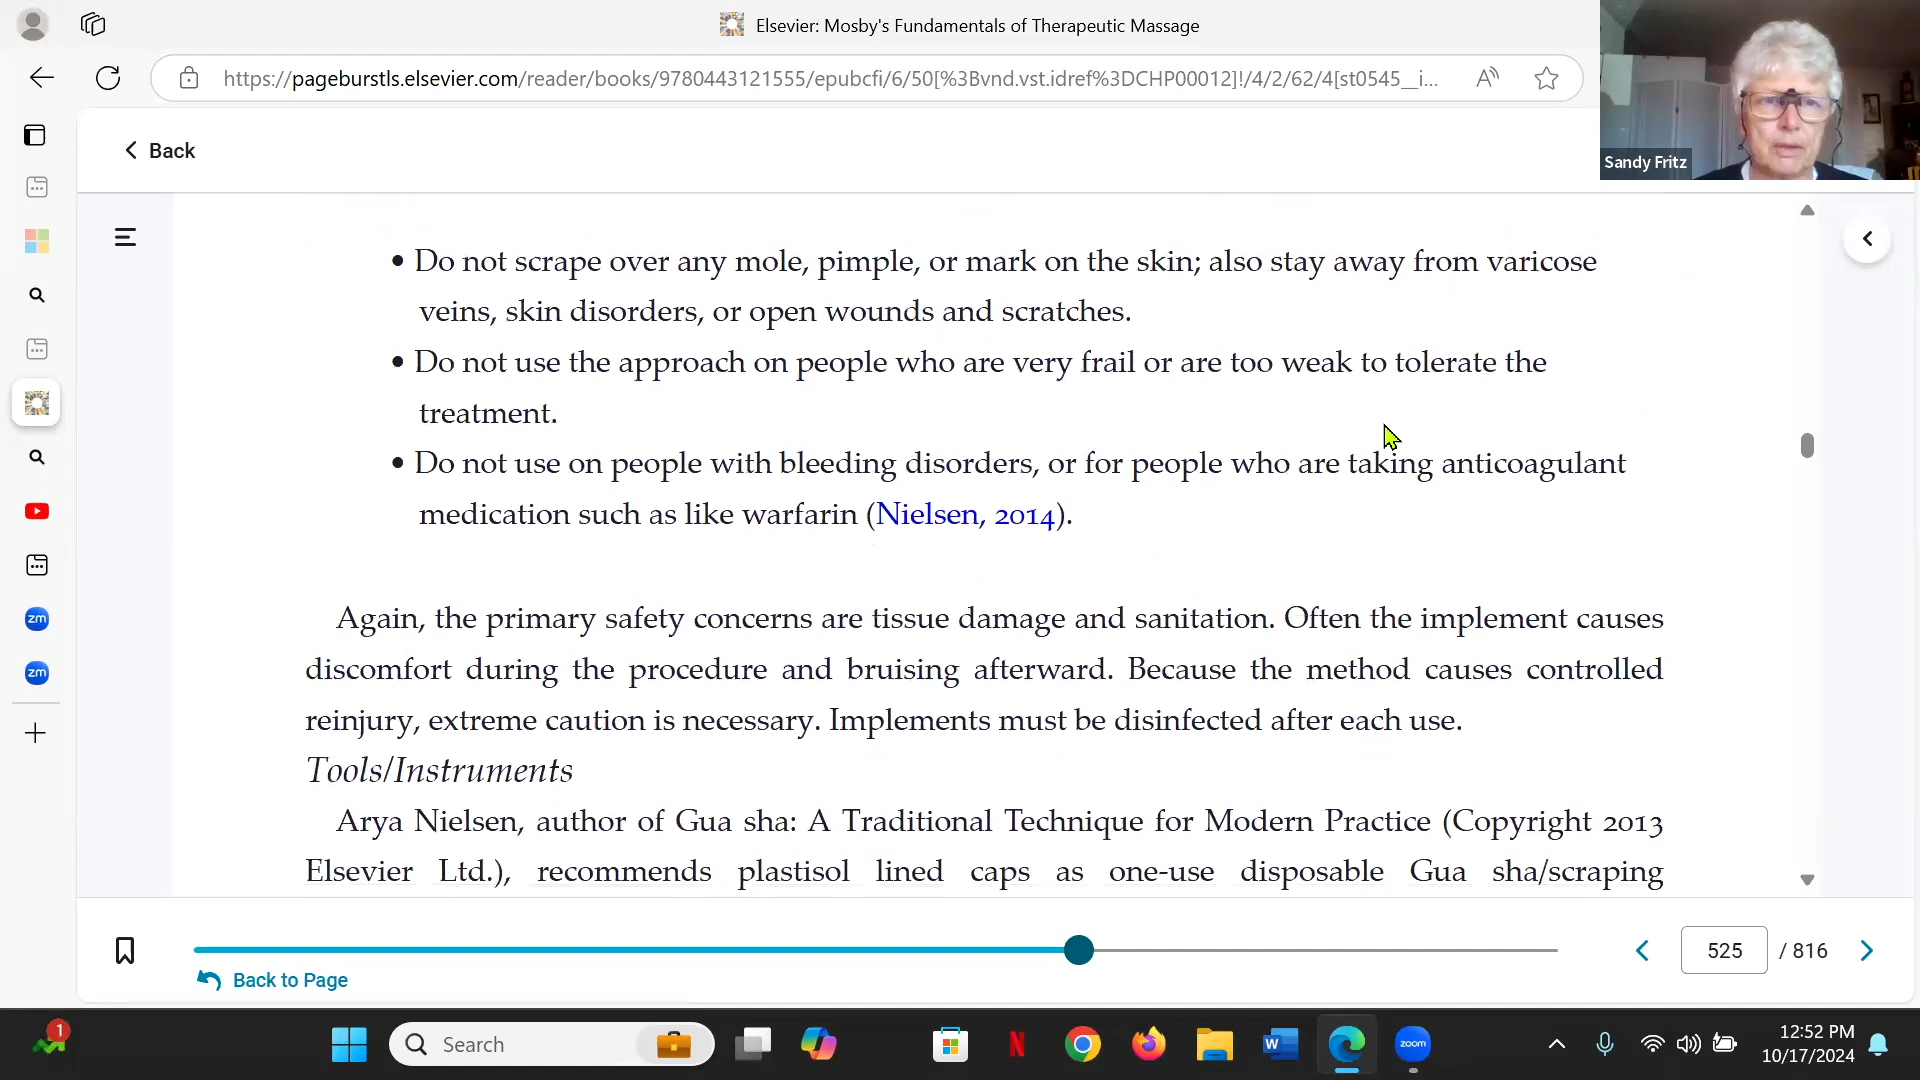 Elsevier: Mosby's Fundamentals of Therapeutic Massage
https://pageburstls.elsevier.com/reader/books/9780443121555/epubcfi/6/50[%3Bvnd.vst.idref%3DCHP00012]!/4/2/62/4[st0545__i...
Sandy Fritz
Back
• Do not scrape over any mole, pimple, or mark on the skin; also stay away from varicose
veins, skin disorders, or open wounds and scratches.
• Do not use the approach on people who are very frail or are too weak to tolerate the
treatment.
• Do not use on people with bleeding disorders, or for people who are taking anticoagulant
medication such as like warfarin (Nielsen, 2014).
Again, the primary safety concerns are tissue damage and sanitation. Often the implement causes
discomfort during the procedure and bruising afterward. Because the method causes controlled
reinjury, extreme caution is necessary. Implements must be disinfected after each use.
Tools/Instruments
Arya Nielsen, author of Gua sha: A Traditional Technique for Modern Practice (Copyright 2013
Elsevier Ltd.), recommends plastisol lined caps as one-use disposable Gua sha/scraping
zm
zm
525 / 816
Back to Page
1
Search
N
W
zoom
12:52 PM
10/17/2024